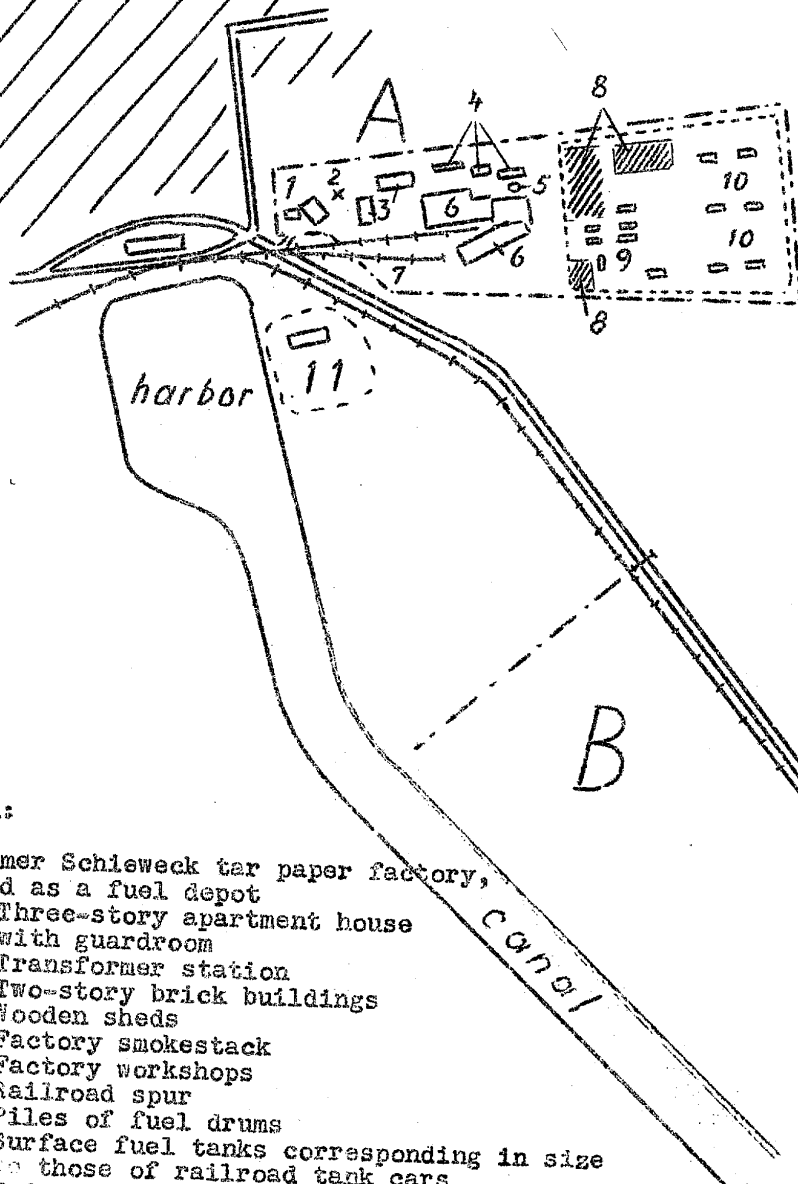 A
4
8
1
2
3
5
6
10
10
6
7
9
8
harbor
11
B
canal
mer Schieweck tar paper factory,
d as a fuel depot
Three-story apartment house
with guardroom
Transformer station
Two-story brick buildings
Wooden sheds
Factory smokestack
Factory workshops
Railroad spur
Piles of fuel drums
Surface fuel tanks corresponding in size
those of railroad tank cars